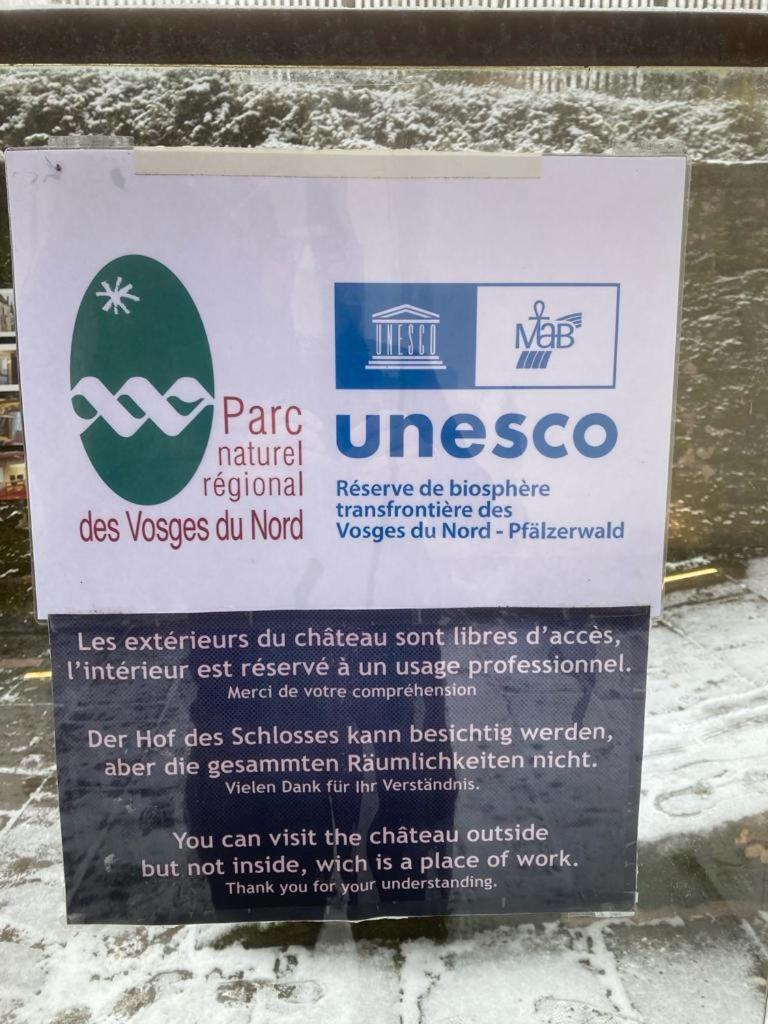 UNESCO
MaB
Parc
naturel
régional
des Vosges du Nord
unesco
Réserve de biosphère
transfrontière des
Vosges du Nord - Pfälzerwald
Les extérieurs du château sont libres d'accès,
l'intérieur est réservé à un usage professionnel.
Merci de votre compréhension
Der Hof des Schlosses kann besichtig werden,
aber die gesammten Räumlichkeiten nicht.
Vielen Dank für Ihr Verständnis.
You can visit the château outside
but not inside, wich is a place of work.
Thank you for your understanding.